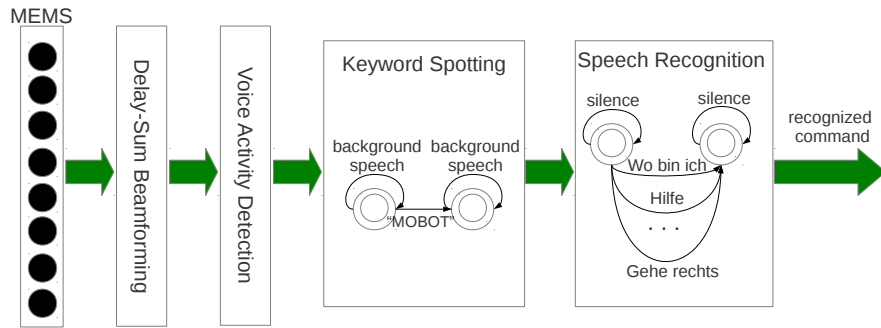 MEMS
Delay-Sum Beamforming
Voice Activity Detection
Keyword Spotting
background
speech
background
speech
“MOBOT”
Speech Recognition
silence
silence
Wo bin ich
Hilfe
. . .
Gehe rechts
recognized
command